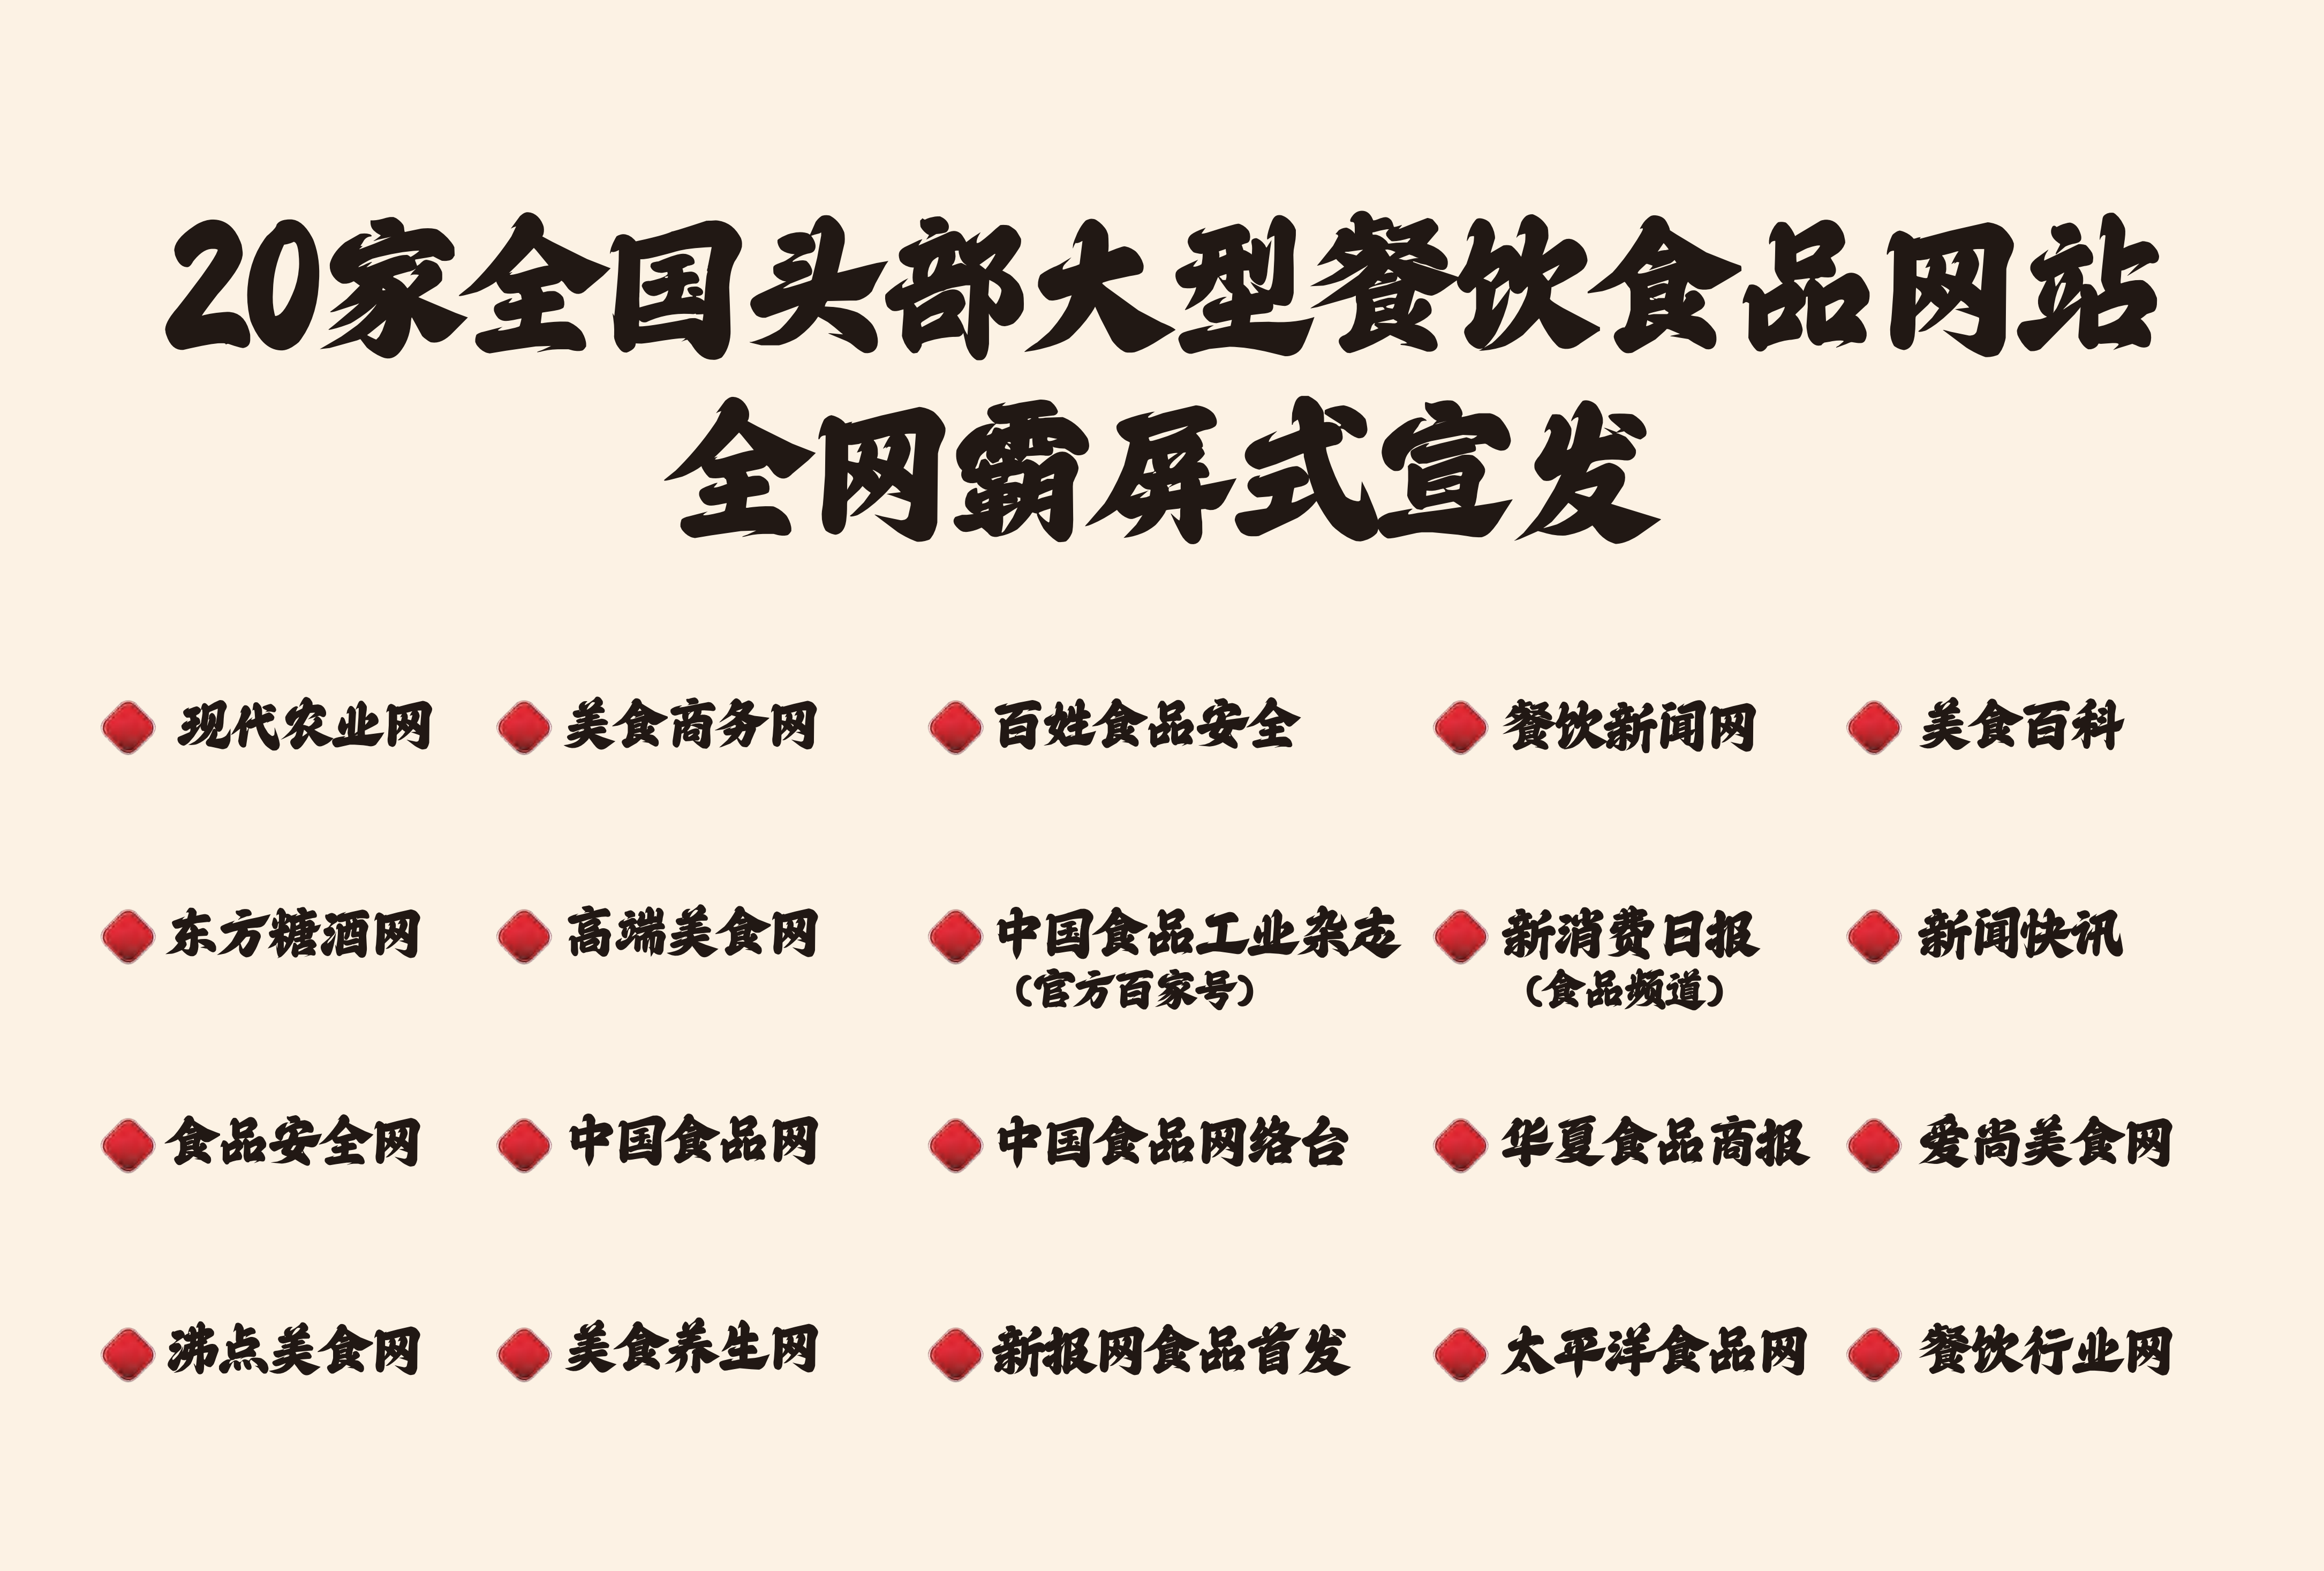 20家全国头部大型餐饮食品网站
全网霸屏式宣发
现代农业网 美食商务网 百姓食品安全 餐饮新闻网 美食百科
东方糖酒网 高端美食网 中国食品工业杂志 新消费日报 新闻快讯
（官方百家号） （食品频道）
食品安全网 中国食品网 中国食品网络台 华夏食品商报 爱尚美食网
沸点美食网 美食养生网 新报网食品首发 太平洋食品网 餐饮行业网